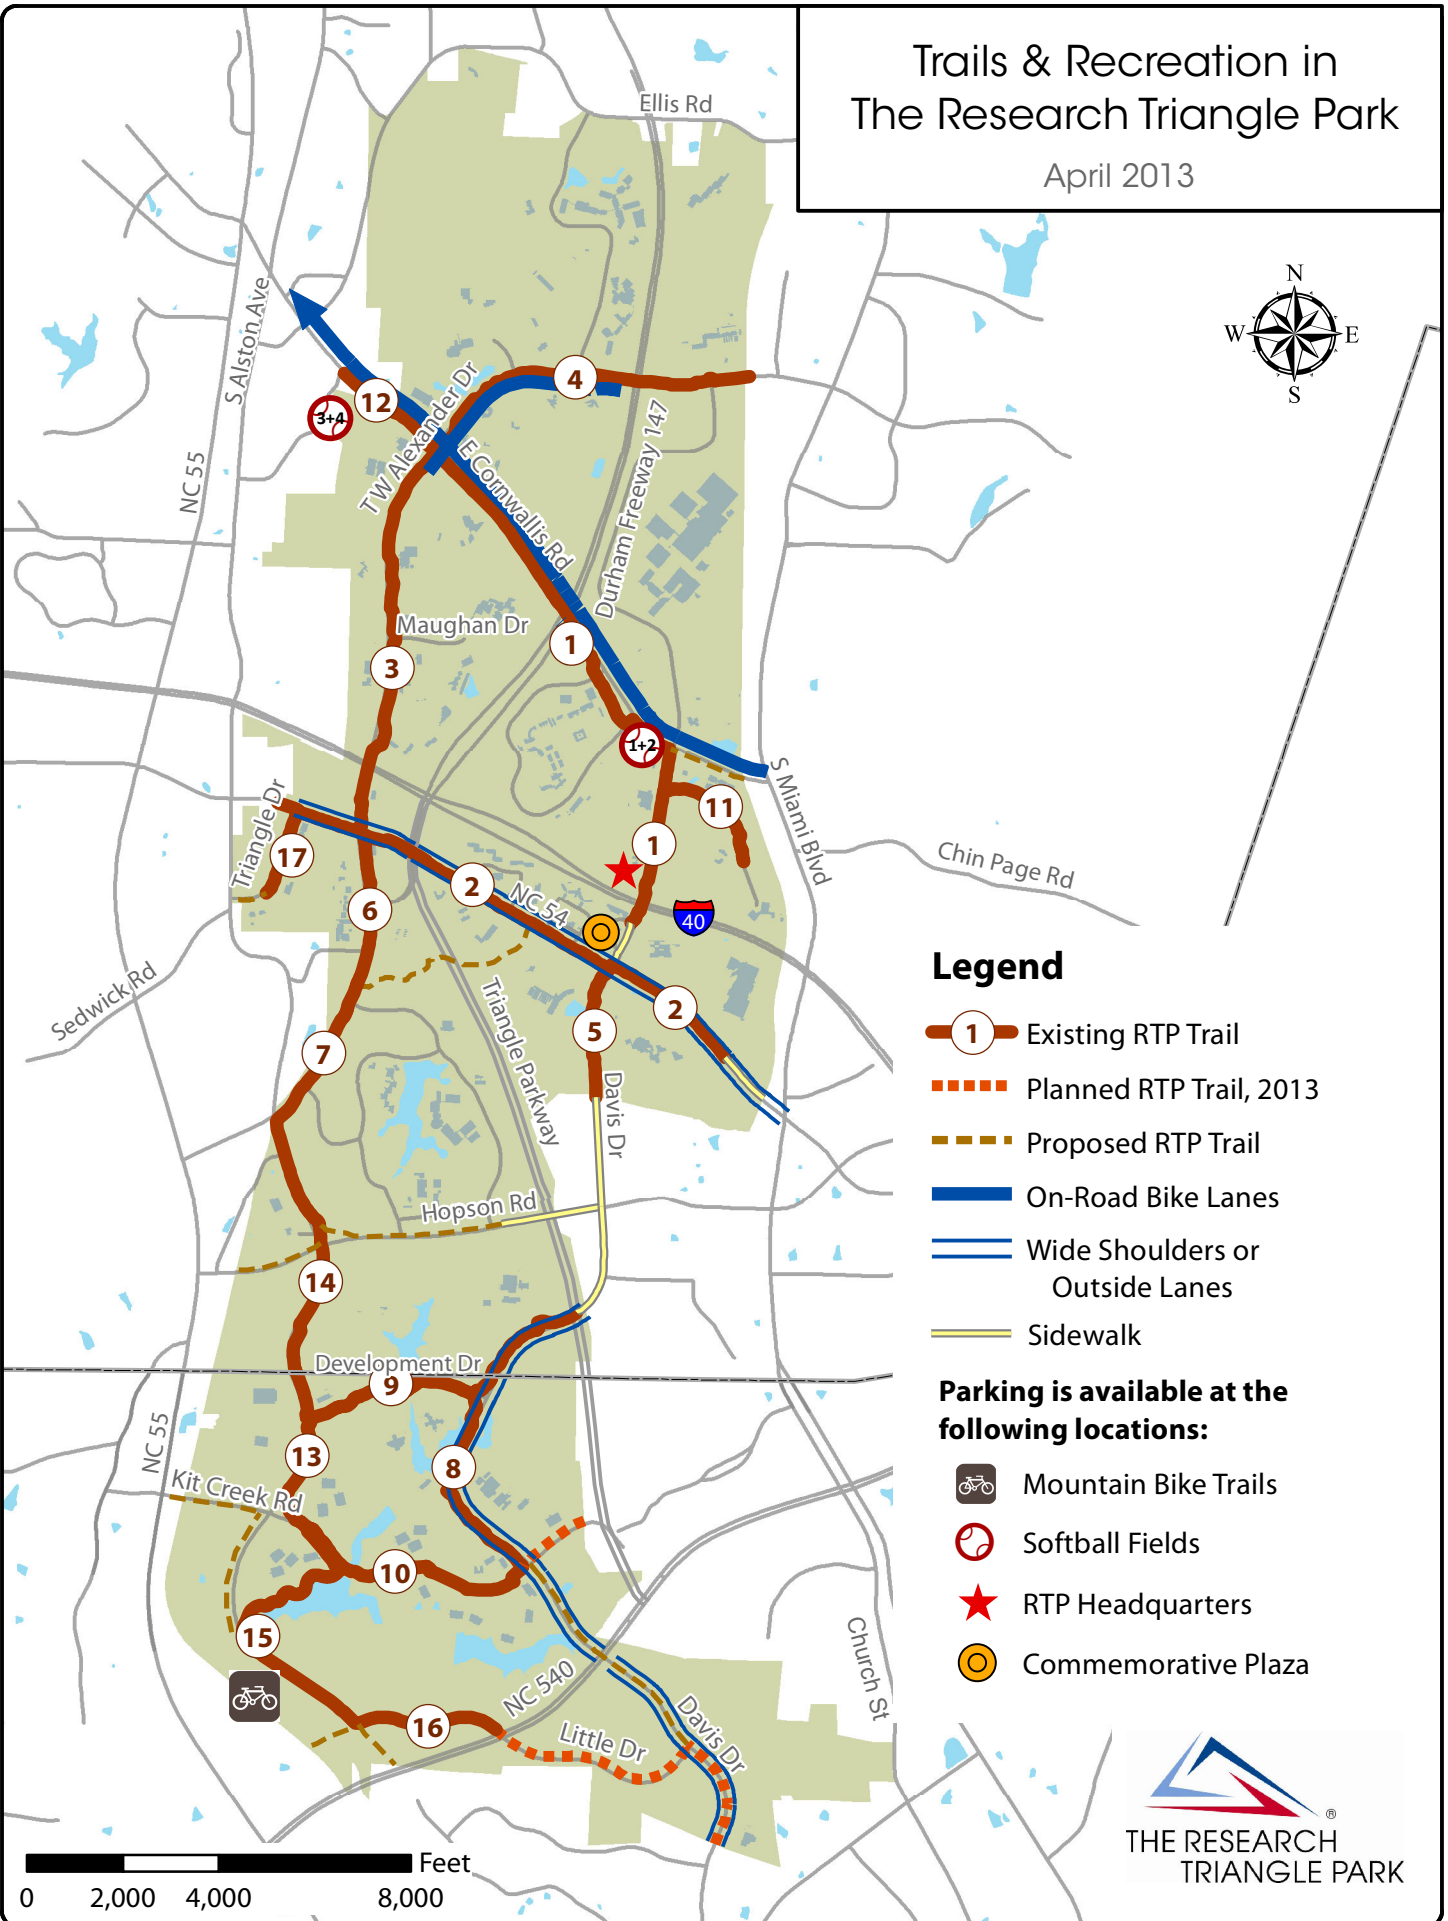 Trails & Recreation in
The Research Triangle Park
April 2013
Ellis Rd
N
W
E
S
S Alston Ave
4
12
3+4
T W Alexander Dr
E Cornwallis Rd
Durham Freeway 147
NC 55
Maughan Dr
1
3
1+2
S Miami Blvd
Triangle Dr
11
17
1
Chin Page Rd
2
NC 54
6
40
Sedwick Rd
Triangle Parkway
2
5
7
Davis Dr
Hopson Rd
14
Development Dr
9
NC 55
13
8
Kit Creek Rd
10
15
Church St
NC 540
16
Little Dr
Davis Dr
Legend
1
Existing RTP Trail
Planned RTP Trail, 2013
Proposed RTP Trail
On-Road Bike Lanes
Wide Shoulders or
Outside Lanes
Sidewalk
Parking is available at the
following locations:
Mountain Bike Trails
Softball Fields
RTP Headquarters
Commemorative Plaza
®
THE RESEARCH
TRIANGLE PARK
Feet
0 2,000 4,000 8,000